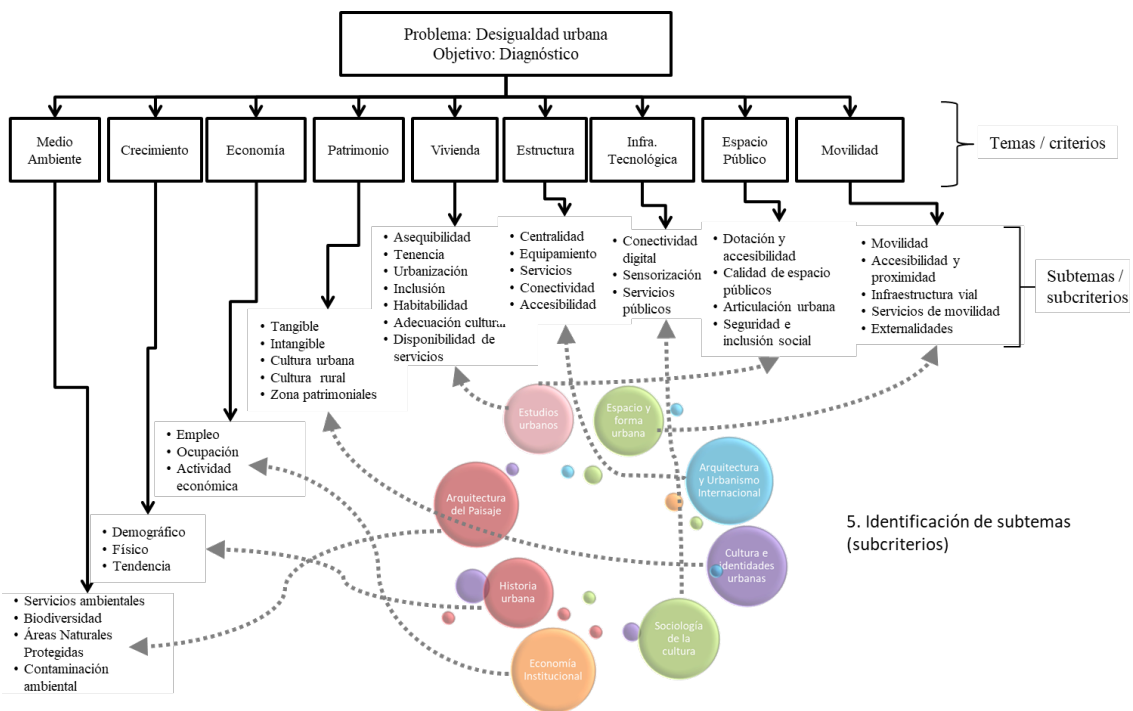 Problema: Desigualdad urbana
Objetivo: Diagnóstico
Medio
Ambiente
Crecimiento
Economía
Patrimonio
Vivienda
Estructura
Infra.
Tecnológica
Espacio
Público
Movilidad
Temas / criterios
• Asequibilidad
• Tenencia
• Urbanización
• Inclusión
• Habitabilidad
• Adecuación cultural
• Disponibilidad de
servicios
• Centralidad
• Equipamiento
• Servicios
• Conectividad
• Accesibilidad
• Conectividad
digital
• Sensorización
• Servicios
públicos
• Dotación y
accesibilidad
• Calidad de espacio
públicos
• Articulación urbana
• Seguridad e
inclusión social
• Movilidad
• Accesibilidad y
proximidad
• Infraestructura vial
• Servicios de movilidad
• Externalidades
Subtemas /
subcriterios
• Tangible
• Intangible
• Cultura urbana
• Cultura rural
• Zona patrimoniales
• Empleo
• Ocupación
• Actividad
económica
• Demográfico
• Físico
• Tendencia
• Servicios ambientales
• Biodiversidad
• Áreas Naturales
Protegidas
• Contaminación
ambiental
Estudios
urbanos
Espacio y
forma
urbana
Arquitectura
y Urbanismo
Internacional
Arquitectura
del Paisaje
Cultura e
identidades
urbanas
Historia
urbana
Sociología
de la
cultura
Economía
Institucional
5. Identificación de subtemas
(subcriterios)